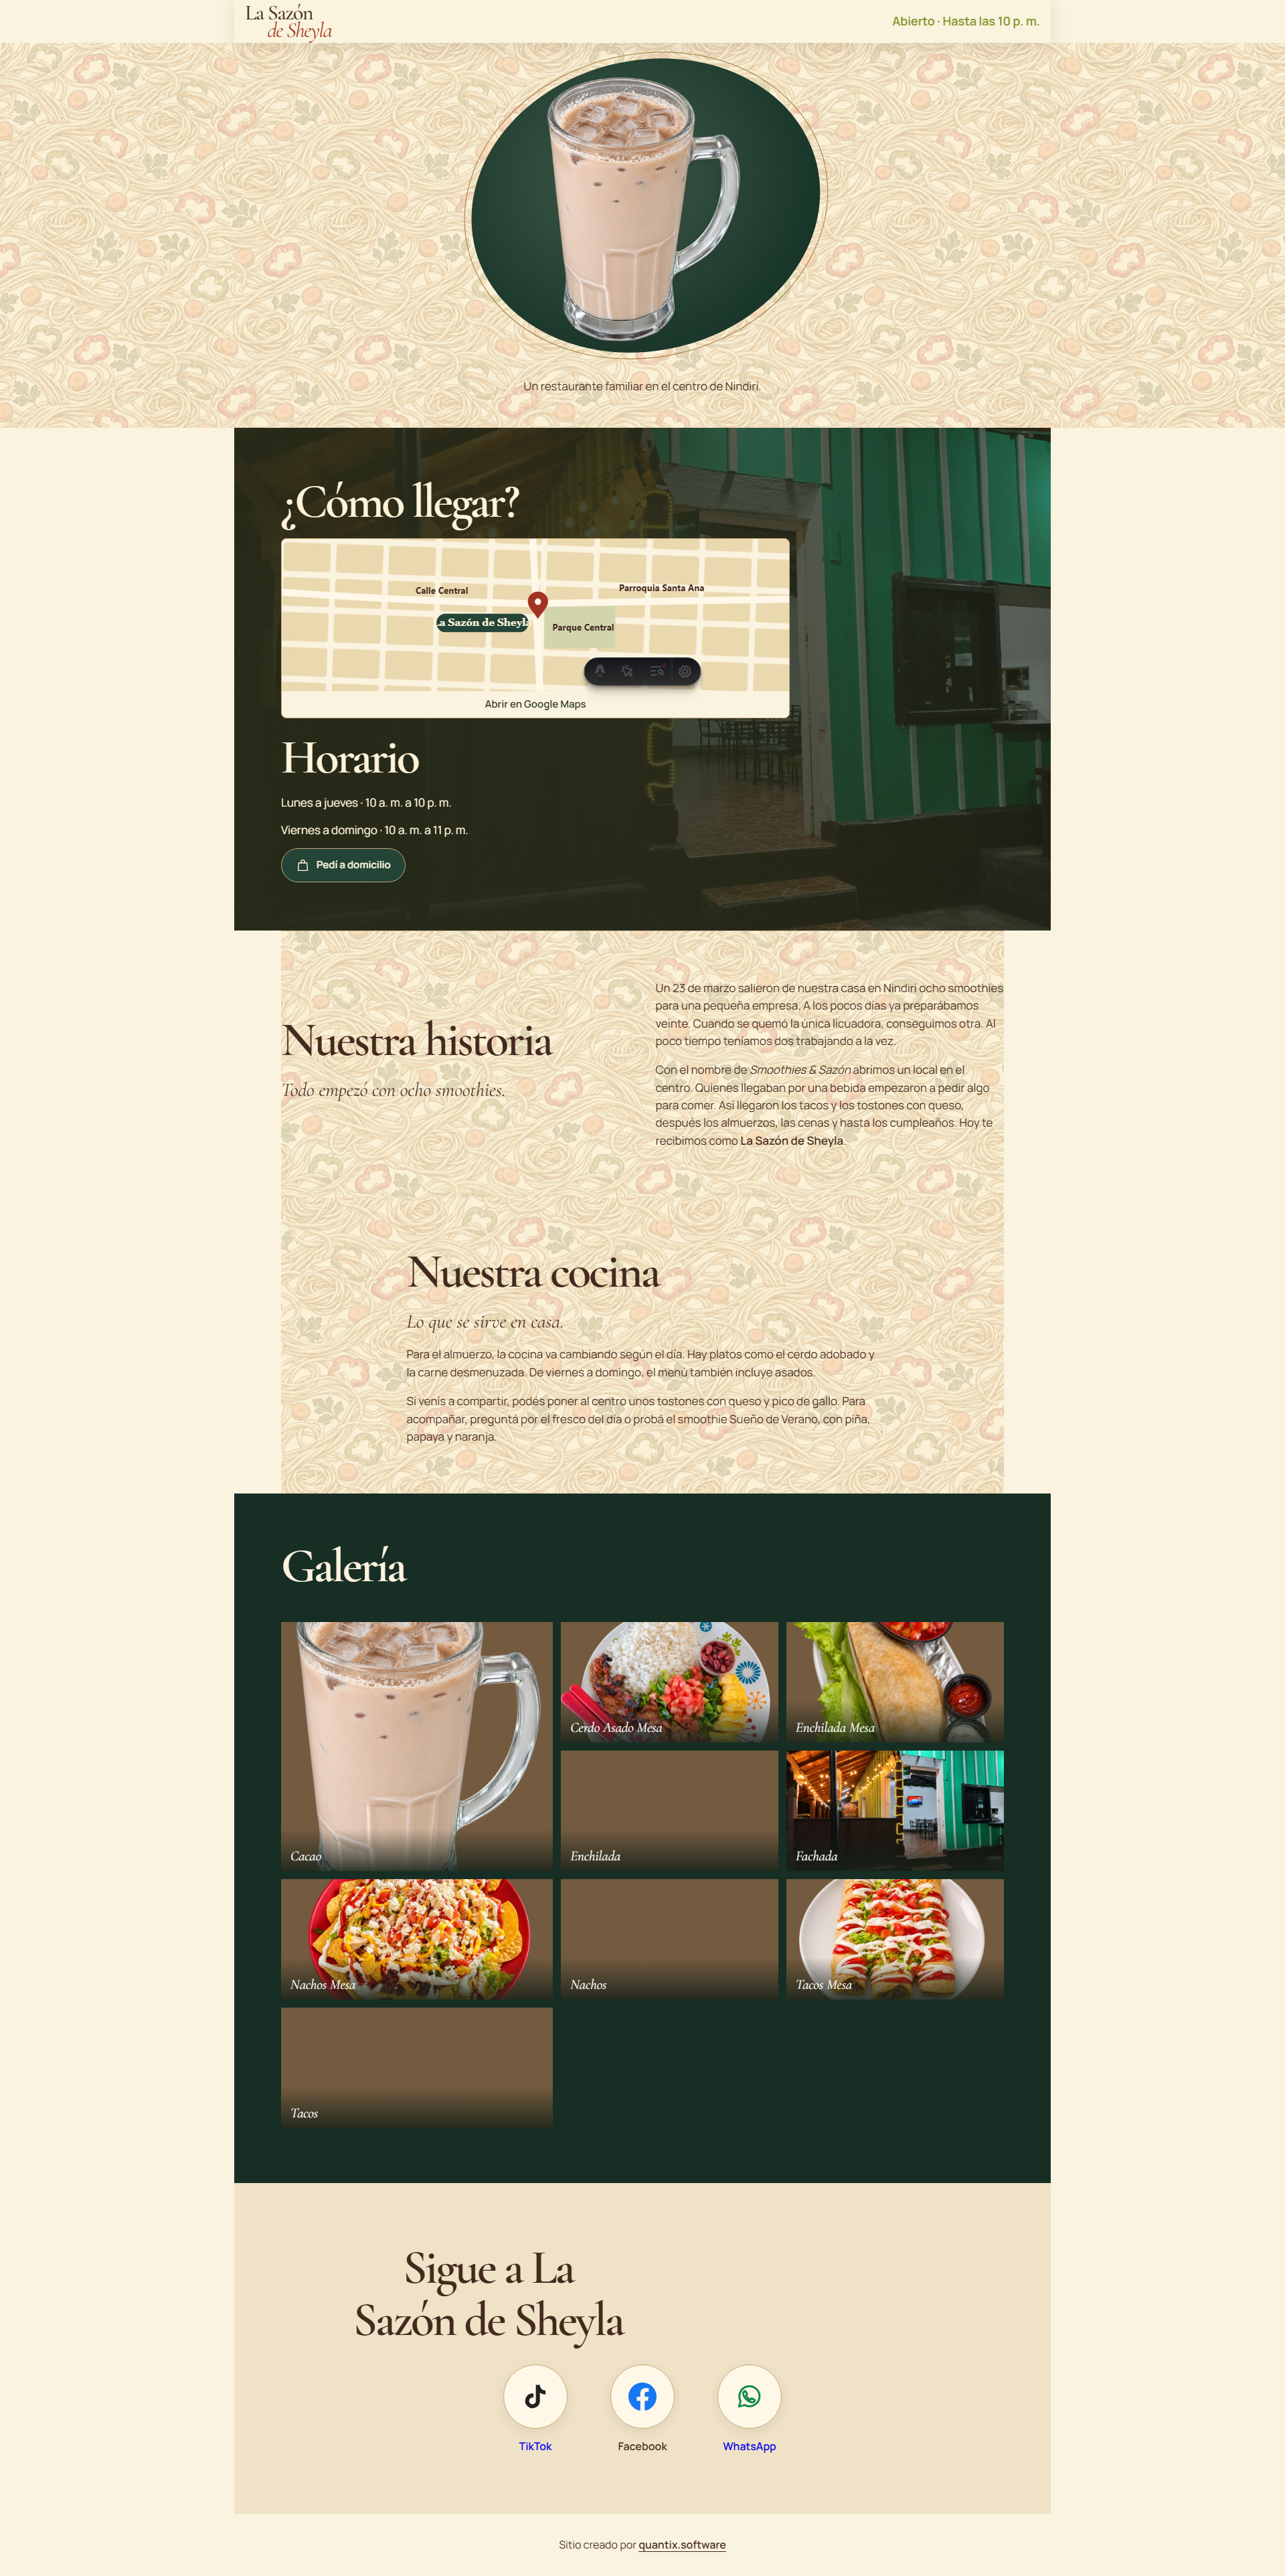 La Sazón
de Sheyla
Abierto · Hasta las 10 p. m.
Un restaurante familiar en el centro de Nindirí.
¿Cómo llegar?
Calle Central
Parroquia Santa Ana
La Sazón de Sheyla
Parque Central
Abrir en Google Maps
Horario
Lunes a jueves · 10 a. m. a 10 p. m.
Viernes a domingo · 10 a. m. a 11 p. m.
Pedí a domicilio
Nuestra historia
Todo empezó con ocho smoothies.
Un 23 de marzo salieron de nuestra casa en Nindirí ocho smoothies
para una pequeña empresa. A los pocos días ya preparábamos
veinte. Cuando se quemó la única licuadora, conseguimos otra. Al
poco tiempo teníamos dos trabajando a la vez.
Con el nombre de Smoothies & Sazón abrimos un local en el
centro. Quienes llegaban por una bebida empezaron a pedir algo
para comer. Así llegaron los tacos y los tostones con queso,
después los almuerzos, las cenas y hasta los cumpleaños. Hoy te
recibimos como La Sazón de Sheyla.
Nuestra cocina
Lo que se sirve en casa.
Para el almuerzo, la cocina va cambiando según el día. Hay platos como el cerdo adobado y
la carne desmenuzada. De viernes a domingo, el menú también incluye asados.
Si venís a compartir, podés poner al centro unos tostones con queso y pico de gallo. Para
acompañar, preguntá por el fresco del día o probá el smoothie Sueño de Verano, con piña,
papaya y naranja.
Galería
Cacao
Cerdo Asado Mesa
Enchilada Mesa
Enchilada
Fachada
Nachos Mesa
Nachos
Tacos Mesa
Tacos
Sigue a La
Sazón de Sheyla
TikTok
Facebook
WhatsApp
Sitio creado por quantix.software